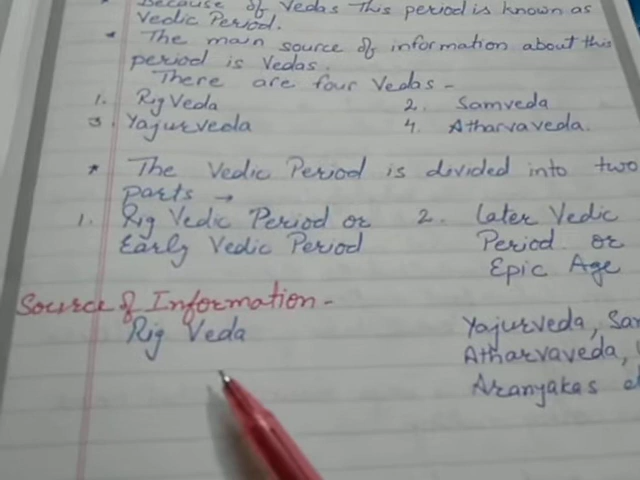 Because of Vedas this period is known as
Vedic Period.
* The main source of information about this
period is Vedas.
There are four Vedas -
1. Rig Veda 2. Samveda
3. Yajurveda 4. Atharvaveda.
* The Vedic Period is divided into two
parts →
1. Rig Vedic Period or 2. Later Vedic
Early Vedic Period Period or
Epic Age
Source of Information -
Rig Veda Yajurveda, Sam
Atharvaveda,
Aranyakas